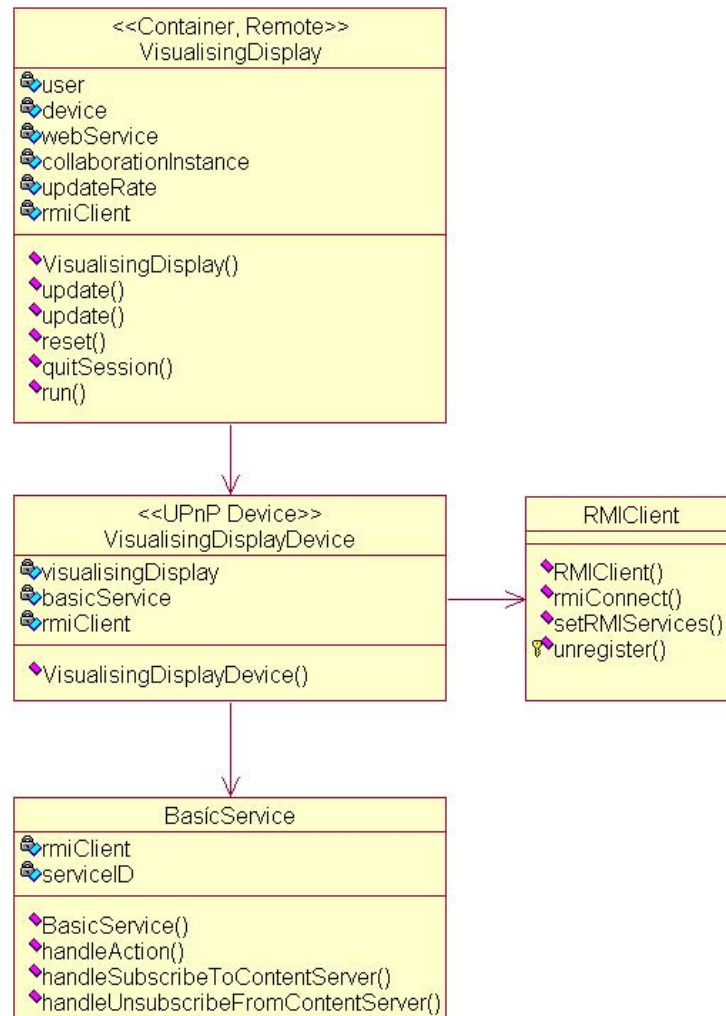 <<Container, Remote>>
VisualisingDisplay
user
device
webService
collaborationInstance
updateRate
rmiClient
VisualisingDisplay()
update()
update()
reset()
quitSession()
run()
<<UPnP Device>>
VisualisingDisplayDevice
visualisingDisplay
basicService
rmiClient
VisualisingDisplayDevice()
RMIClient
RMIClient()
rmiConnect()
setRMIServices()
unregister()
BasicService
rmiClient
serviceID
BasicService()
handleAction()
handleSubscribeToContentServer()
handleUnsubscribeFromContentServer()